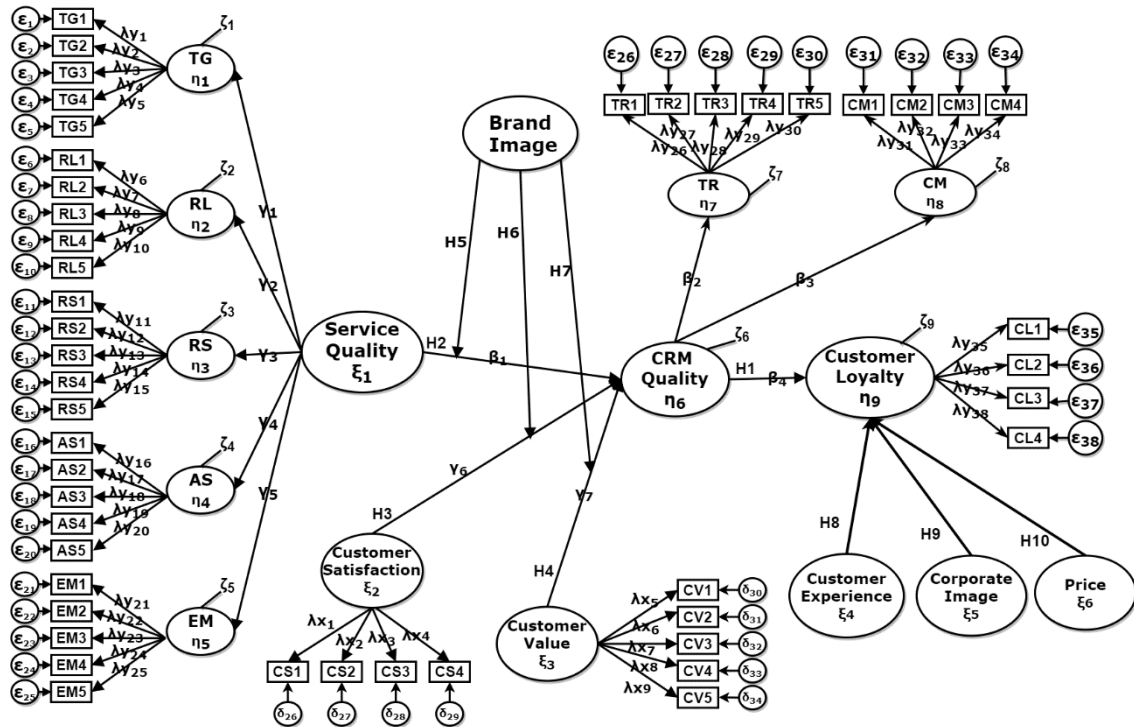 ε1 TG1 λy1
ε2 TG2 λy2
ε3 TG3 λy3
ε4 TG4 λy4
ε5 TG5 λy5
TG
η1
ζ1
ε6 RL1 λy6
ε7 RL2 λy7
ε8 RL3 λy8
ε9 RL4 λy9
ε10 RL5 λy10
RL
η2
ζ2
ε11 RS1 λy11
ε12 RS2 λy12
ε13 RS3 λy13
ε14 RS4 λy14
ε15 RS5 λy15
RS
η3
ζ3
ε16 AS1 λy16
ε17 AS2 λy17
ε18 AS3 λy18
ε19 AS4 λy19
ε20 AS5 λy20
AS
η4
ζ4
ε21 EM1 λy21
ε22 EM2 λy22
ε23 EM3 λy23
ε24 EM4 λy24
ε25 EM5 λy25
EM
η5
ζ5
γ1
γ2
γ3
γ4
γ5
Service
Quality
ξ1
Brand
Image
H5
H6
H7
H2
β1
ε26 ε27 ε28 ε29 ε30
TR1 TR2 TR3 TR4 TR5
λy26 λy27 λy28 λy29 λy30
TR
η7
ζ7
ε31 ε32 ε33 ε34
CM1 CM2 CM3 CM4
λy31 λy32 λy33 λy34
CM
η8
ζ8
β2
β3
CRM
Quality
η6
ζ6
H1
β4
Customer
Loyalty
η9
ζ9
λy35 CL1 ε35
λy36 CL2 ε36
λy37 CL3 ε37
λy38 CL4 ε38
γ6
γ7
H3
H4
Customer
Satisfaction
ξ2
λx1 λx2 λx3 λx4
CS1 CS2 CS3 CS4
δ26 δ27 δ28 δ29
Customer
Value
ξ3
λx5 CV1 δ30
λx6 CV2 δ31
λx7 CV3 δ32
λx8 CV4 δ33
λx9 CV5 δ34
H8
H9
H10
Customer
Experience
ξ4
Corporate
Image
ξ5
Price
ξ6